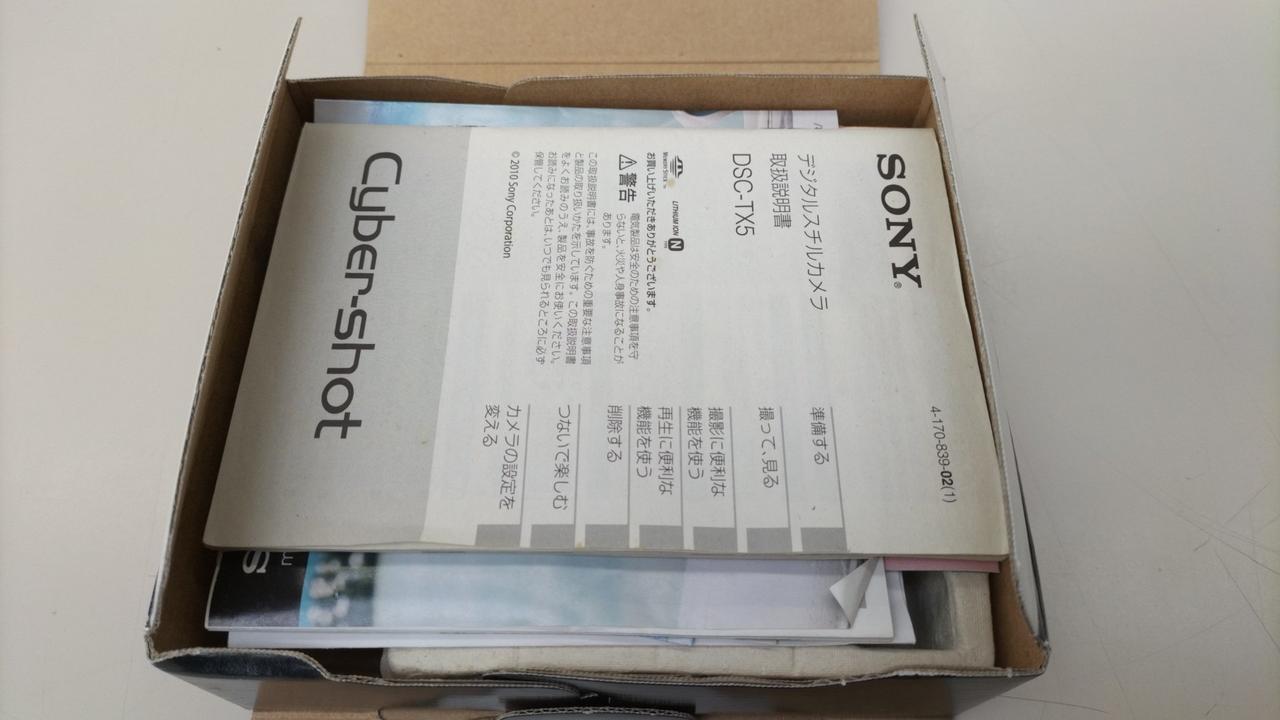 SONY®
4-170-839-02(1)
デジタルスチルカメラ
取扱説明書
DSC-TX5
MEMORY STICK™
LITHIUM ION
N
お買い上げいただきありがとうございます。
警告
電気製品は安全のための注意事項を守
らないと、火災や人身事故になることが
あります。
この取扱説明書には、事故を防ぐための重要な注意事項
と製品の取り扱いかたを示しています。この取扱説明書
をよくお読みのうえ、製品を安全にお使いください。
お読みになったあとは、いつでも見られるところに必ず
保管してください。
© 2010 Sony Corporation
準備する
撮って、見る
撮影に便利な
機能を使う
再生に便利な
機能を使う
削除する
つないで楽しむ
カメラの設定を
変える
Cyber-shot
S
m